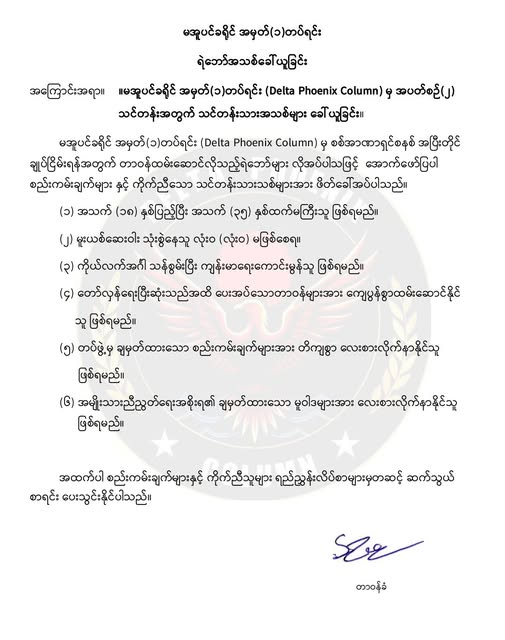 မအူပင်ခရိုင် အမှတ်(၁)တပ်ရင်း
ရဲဘော်အသစ်ခေါ်ယူခြင်း
အကြောင်းအရာ။ ။မအူပင်ခရိုင် အမှတ်(၁)တပ်ရင်း (Delta Phoenix Column) မှ အပတ်စဉ်(၂)
သင်တန်းအတွက် သင်တန်းသားအသစ်များ ခေါ်ယူခြင်း။
မအူပင်ခရိုင် အမှတ်(၁)တပ်ရင်း (Delta Phoenix Column) မှ စစ်အာဏာရှင်စနစ် အပြီးတိုင်
ချုပ်ငြိမ်းရန်အတွက် တာဝန်ထမ်းဆောင်လိုသည့်ရဲဘော်များ လိုအပ်ပါသဖြင့် အောက်ဖော်ပြပါ
စည်းကမ်းချက်များ နှင့် ကိုက်ညီသော သင်တန်းသားသစ်များအား ဖိတ်ခေါ်အပ်ပါသည်။
(၁) အသက် (၁၈) နှစ်ပြည့်ပြီး အသက် (၃၅) နှစ်ထက်မကြီးသူ ဖြစ်ရမည်။
(၂) မူးယစ်ဆေးဝါး သုံးစွဲနေသူ လုံးဝ (လုံးဝ) မဖြစ်စေရ။
(၃) ကိုယ်လက်အင်္ဂါ သန်စွမ်းပြီး ကျန်းမာရေးကောင်းမွန်သူ ဖြစ်ရမည်။
(၄) တော်လှန်ရေးပြီးဆုံးသည်အထိ ပေးအပ်သောတာဝန်များအား ကျေပွန်စွာထမ်းဆောင်နိုင်
သူ ဖြစ်ရမည်။
(၅) တပ်ဖွဲ့မှ ချမှတ်ထားသော စည်းကမ်းချက်များအား တိကျစွာ လေးစားလိုက်နာနိုင်သူ
ဖြစ်ရမည်။
(၆) အမျိုးသားညီညွတ်ရေးအစိုးရ၏ ချမှတ်ထားသော မူဝါဒများအား လေးစားလိုက်နာနိုင်သူ
ဖြစ်ရမည်။
အထက်ပါ စည်းကမ်းချက်များနှင့် ကိုက်ညီသူများ ရည်ညွှန်းလိပ်စာများမှတဆင့် ဆက်သွယ်
စာရင်း ပေးသွင်းနိုင်ပါသည်။
တာဝန်ခံ
COLUMN